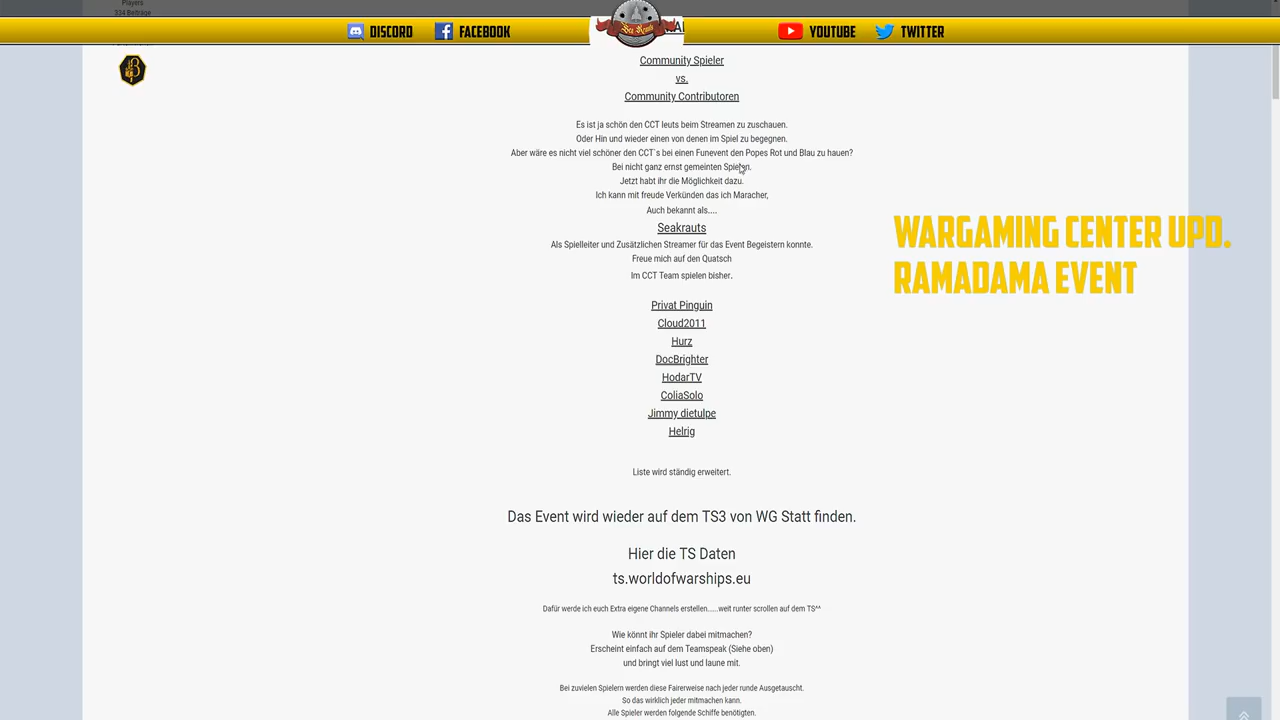 Players
334 Beiträge
DISCORD
FACEBOOK
Sea Krauts
YOUTUBE
TWITTER
Community Spieler
vs.
Community Contributoren
Es ist ja schön den CCT leuts beim Streamen zu zuschauen.
Oder Hin und wieder einen von denen im Spiel zu begegnen.
Aber wäre es nicht viel schöner den CCT`s bei einen Funevent den Popes Rot und Blau zu hauen?
Bei nicht ganz ernst gemeinten Spielen.
Jetzt habt ihr die Möglichkeit dazu.
Ich kann mit freude Verkünden das ich Maracher,
Auch bekannt als....
Seakrauts
Als Spielleiter und Zusätzlichen Streamer für das Event Begeistern konnte.
Freue mich auf den Quatsch
Im CCT Team spielen bisher.
WARGAMING CENTER UPD.
RAMADAMA EVENT
Privat Pinguin
Cloud2011
Hurz
DocBrighter
HodarTV
ColiaSolo
Jimmy dietulpe
Helrig
Liste wird ständig erweitert.
Das Event wird wieder auf dem TS3 von WG Statt finden.
Hier die TS Daten
ts.worldofwarships.eu
Dafür werde ich euch Extra eigene Channels erstellen......weit runter scrollen auf dem TS^^
Wie könnt ihr Spieler dabei mitmachen?
Erscheint einfach auf dem Teamspeak (Siehe oben)
und bringt viel lust und laune mit.
Bei zuvielen Spielern werden diese Fairerweise nach jeder runde Ausgetauscht.
So das wirklich jeder mitmachen kann.
Alle Spieler werden folgende Schiffe benötigten.